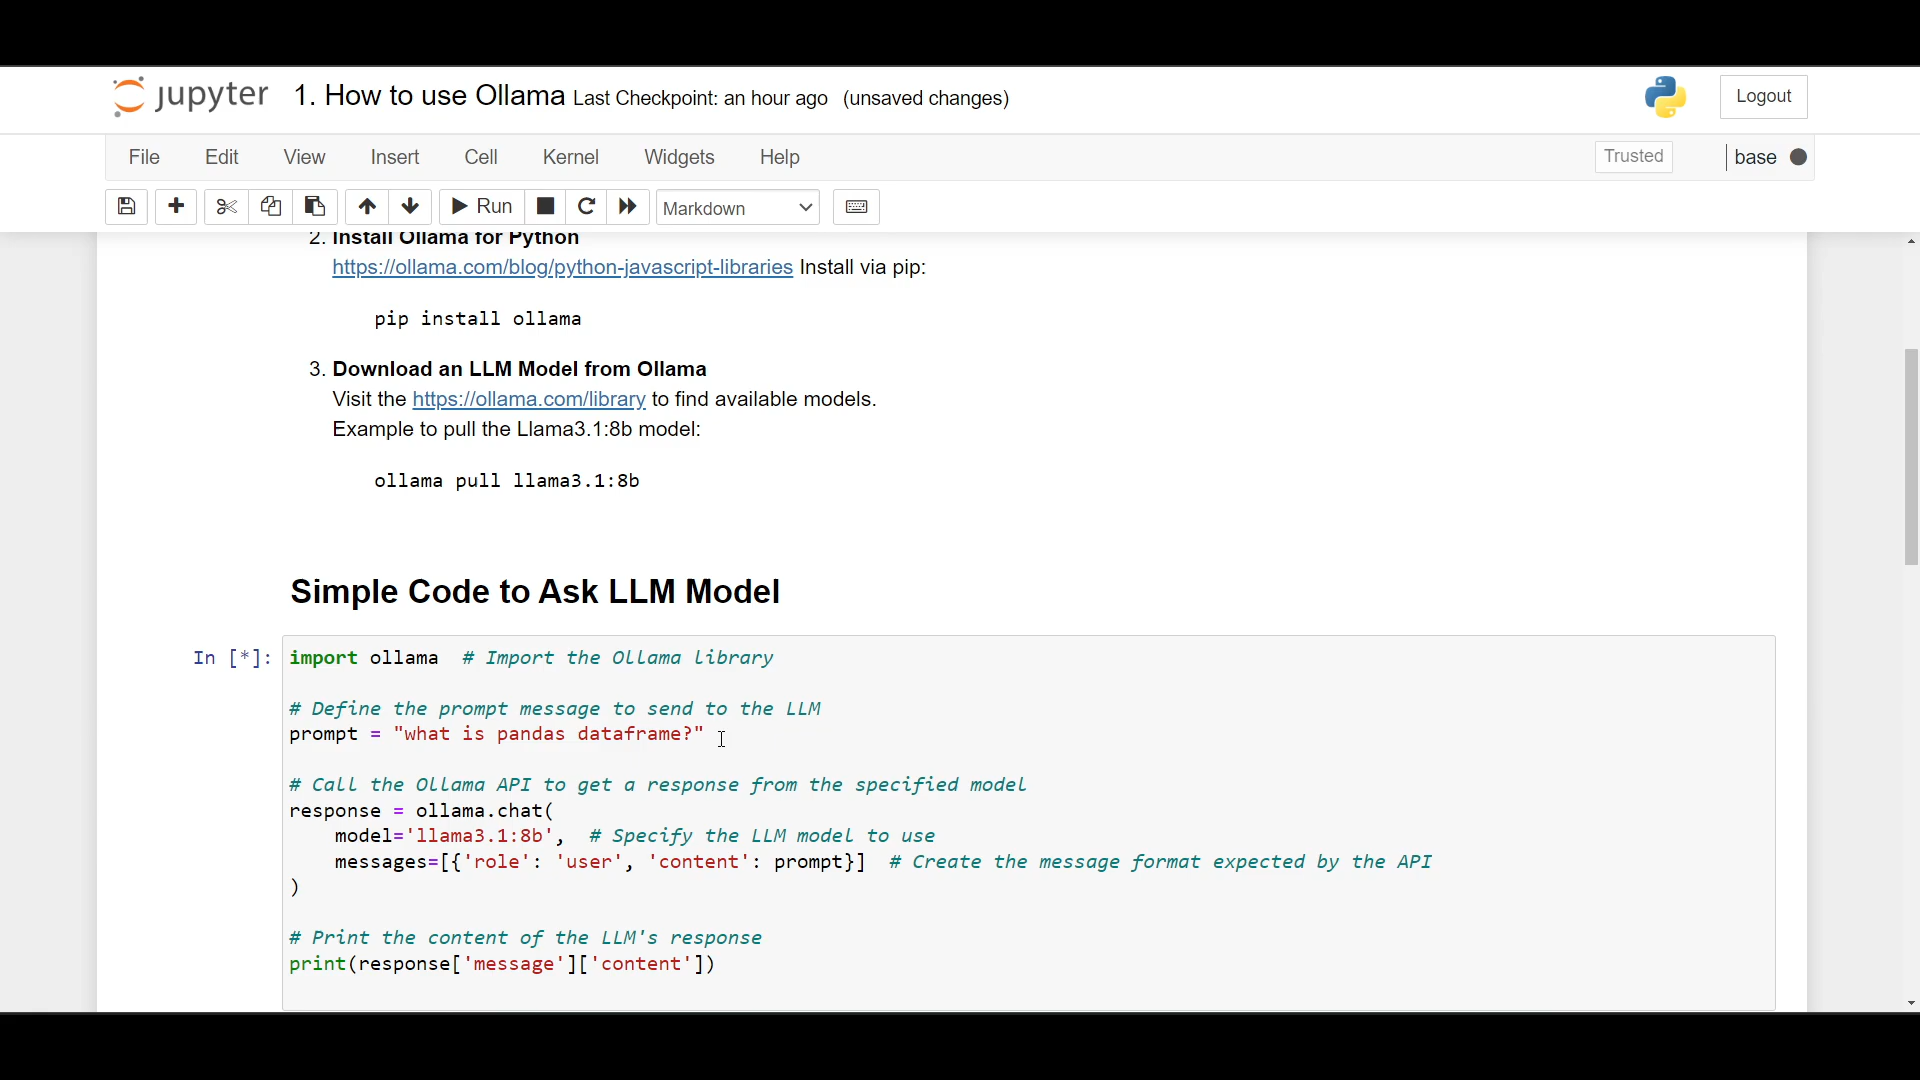 jupyter 1. How to use Ollama Last Checkpoint: an hour ago (unsaved changes) Logout
File Edit View Insert Cell Kernel Widgets Help Trusted base
Run Markdown
2. Install Ollama for Python
https://ollama.com/blog/python-javascript-libraries Install via pip:
pip install ollama
3. Download an LLM Model from Ollama
Visit the https://ollama.com/library to find available models.
Example to pull the Llama3.1:8b model:
ollama pull llama3.1:8b
Simple Code to Ask LLM Model
In [*]: import ollama  # Import the Ollama library
# Define the prompt message to send to the LLM
prompt = "what is pandas dataframe?"
# Call the Ollama API to get a response from the specified model
response = ollama.chat(
    model='llama3.1:8b',  # Specify the LLM model to use
    messages=[{'role': 'user', 'content': prompt}]  # Create the message format expected by the API
)
# Print the content of the LLM's response
print(response['message']['content'])